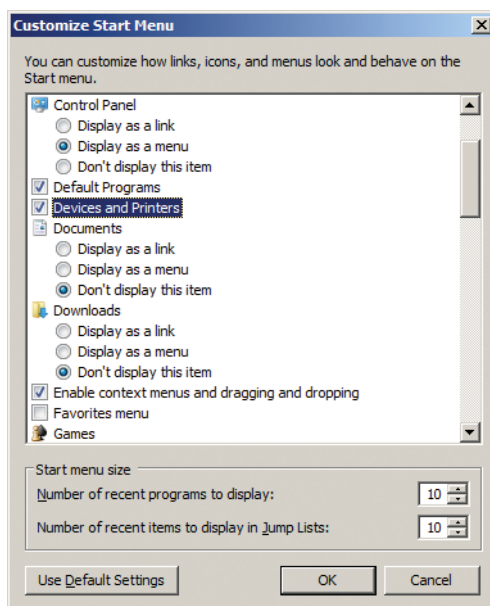 Customize Start Menu
You can customize how links, icons, and menus look and behave on the
Start menu.
Control Panel
Display as a link
Display as a menu
Don't display this item
Default Programs
Devices and Printers
Documents
Display as a link
Display as a menu
Don't display this item
Downloads
Display as a link
Display as a menu
Don't display this item
Enable context menus and dragging and dropping
Favorites menu
Games
Start menu size
Number of recent programs to display: 10
Number of recent items to display in Jump Lists: 10
Use Default Settings OK Cancel